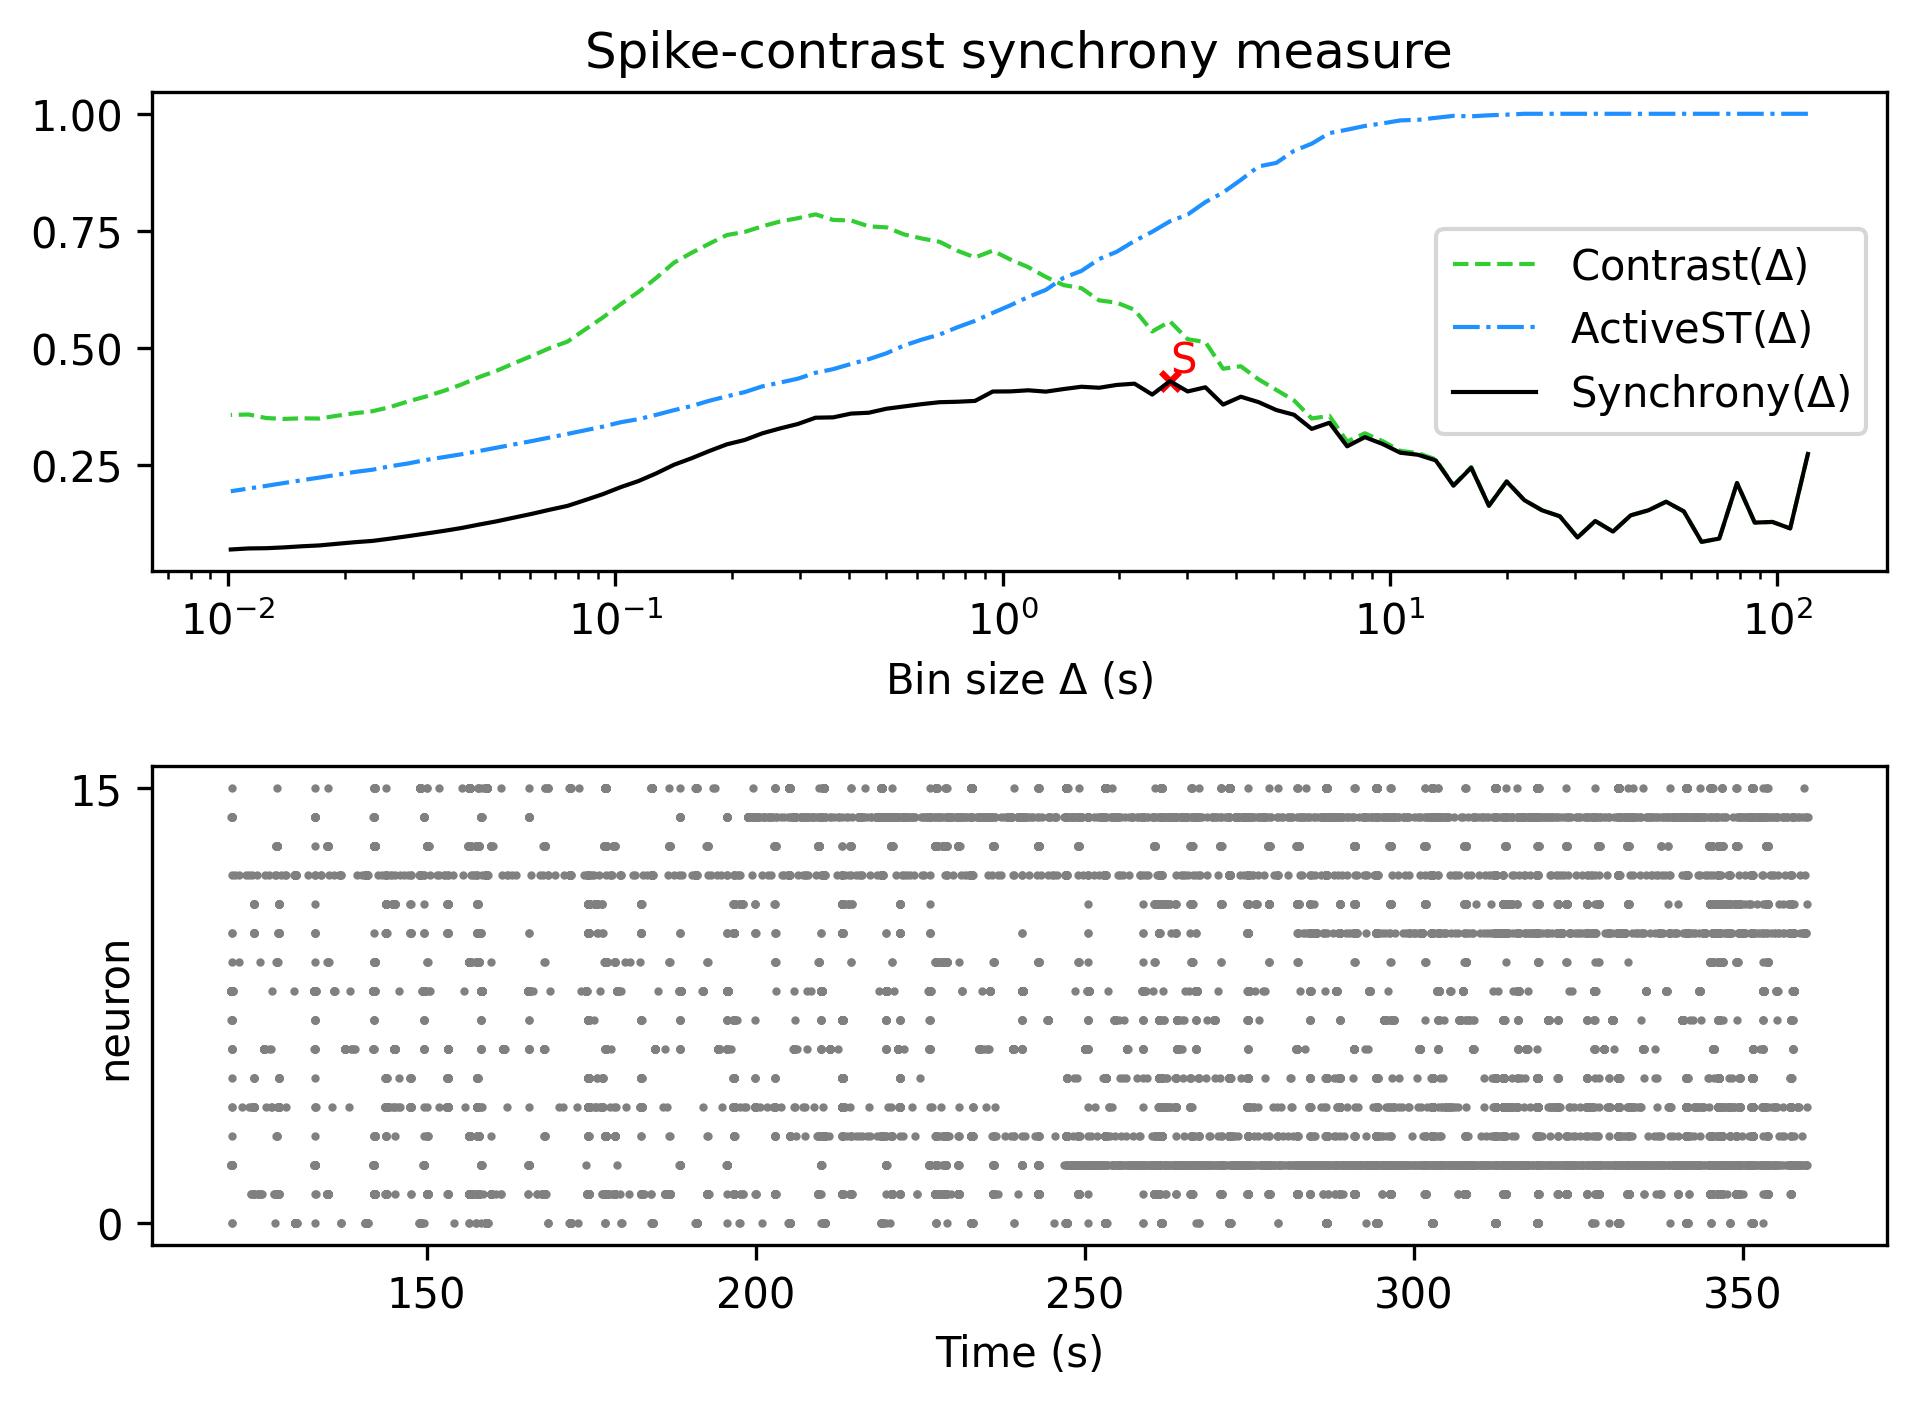 Spike-contrast synchrony measure
1.00
0.75
0.50
0.25
S
Contrast(Δ)
ActiveST(Δ)
Synchrony(Δ)
10⁻² 10⁻¹ 10⁰ 10¹ 10²
Bin size Δ (s)
15
neuron
0
150 200 250 300 350
Time (s)